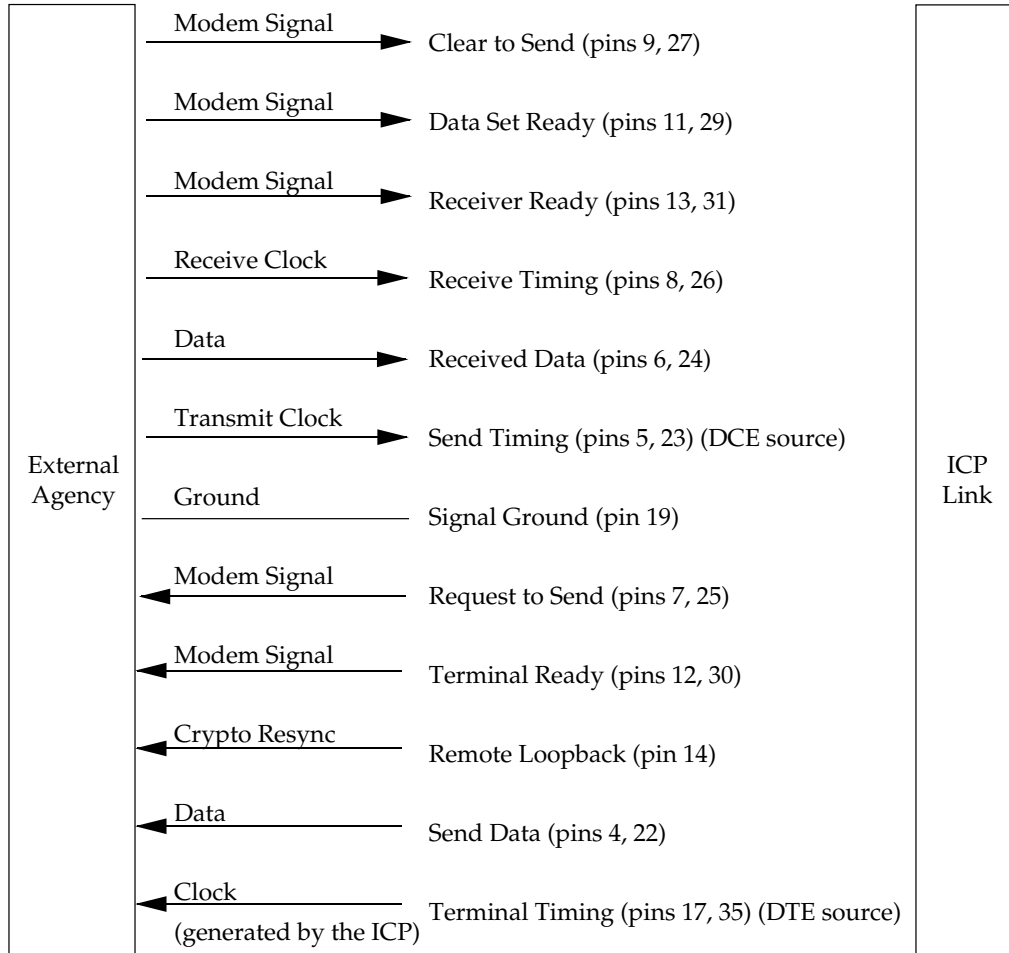 Modem Signal
Clear to Send (pins 9, 27)
Modem Signal
Data Set Ready (pins 11, 29)
Modem Signal
Receiver Ready (pins 13, 31)
Receive Clock
Receive Timing (pins 8, 26)
Data
Received Data (pins 6, 24)
Transmit Clock
Send Timing (pins 5, 23) (DCE source)
External
Agency
ICP
Link
Ground
Signal Ground (pin 19)
Modem Signal
Request to Send (pins 7, 25)
Modem Signal
Terminal Ready (pins 12, 30)
Crypto Resync
Remote Loopback (pin 14)
Data
Send Data (pins 4, 22)
Clock
(generated by the ICP)
Terminal Timing (pins 17, 35) (DTE source)